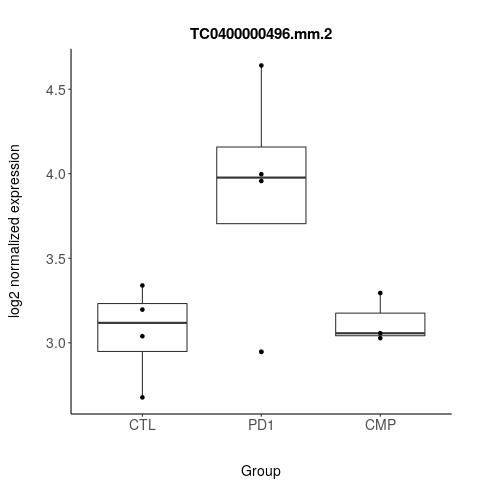 TC0400000496.mm.2
log2 normalized expression
4.5
4.0
3.5
3.0
CTL PD1 CMP
Group